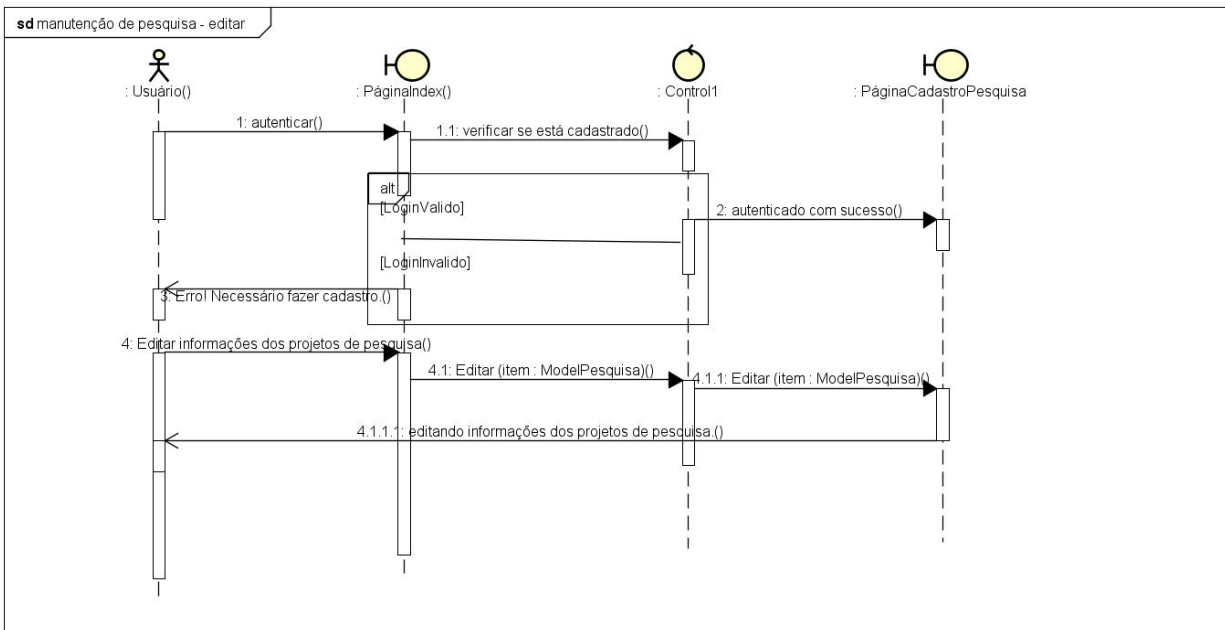 sd manutenção de pesquisa - editar
: Usuário()
: PáginaIndex()
: Control1
: PáginaCadastroPesquisa
1: autenticar()
1.1: verificar se está cadastrado()
alt
[LoginValido]
2: autenticado com sucesso()
[LoginInvalido]
3: Erro! Necessário fazer cadastro.()
4: Editar informações dos projetos de pesquisa()
4.1: Editar (item : ModelPesquisa)()
4.1.1: Editar (item : ModelPesquisa)()
4.1.1.1: editando informações dos projetos de pesquisa.()